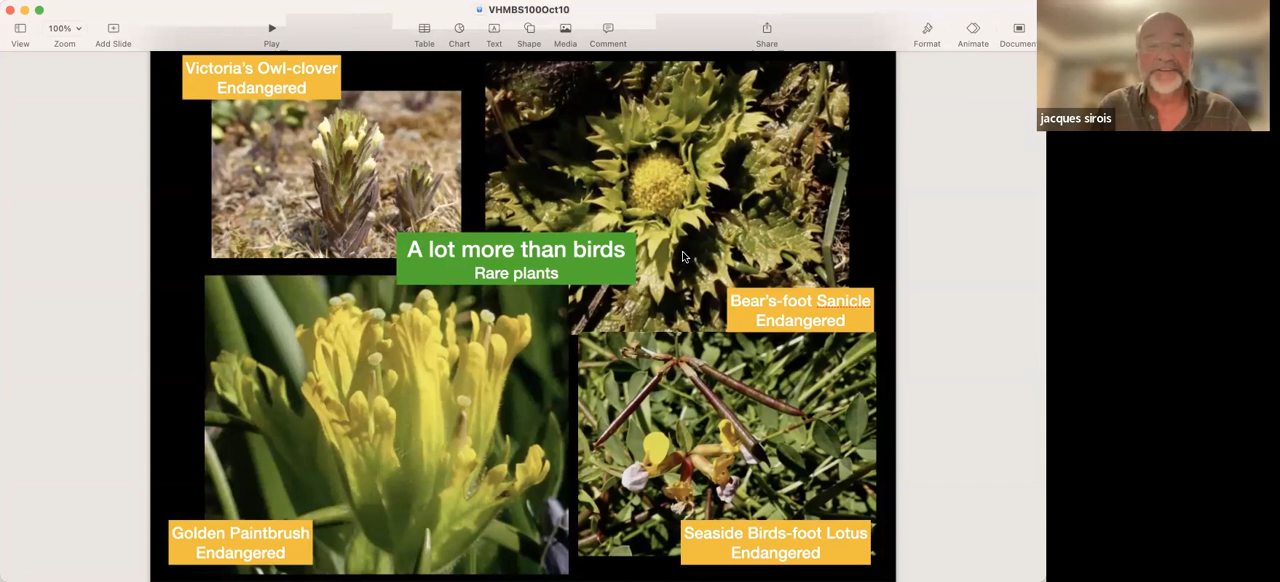 VHMBS100Oct10
100%
View
Zoom
Add Slide
Play
Table
Chart
Text
Shape
Media
Comment
Share
Format
Animate
Documen
Victoria's Owl-clover
Endangered
A lot more than birds
Rare plants
Bear's-foot Sanicle
Endangered
Golden Paintbrush
Endangered
Seaside Birds-foot Lotus
Endangered
jacques sirois